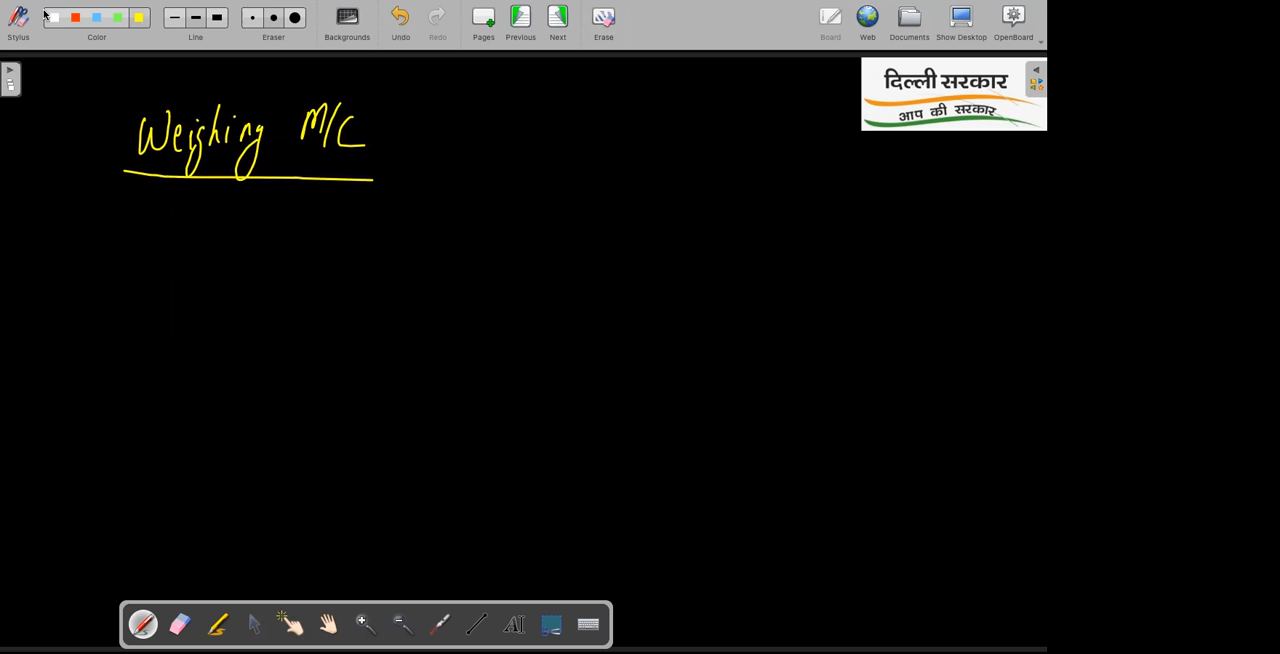 Stylus Color Line Eraser Backgrounds Undo Redo Pages Previous Next Erase Board Web Documents Show Desktop OpenBoard
Weighing M/C
दिल्ली सरकार
आप की सरकार
AI